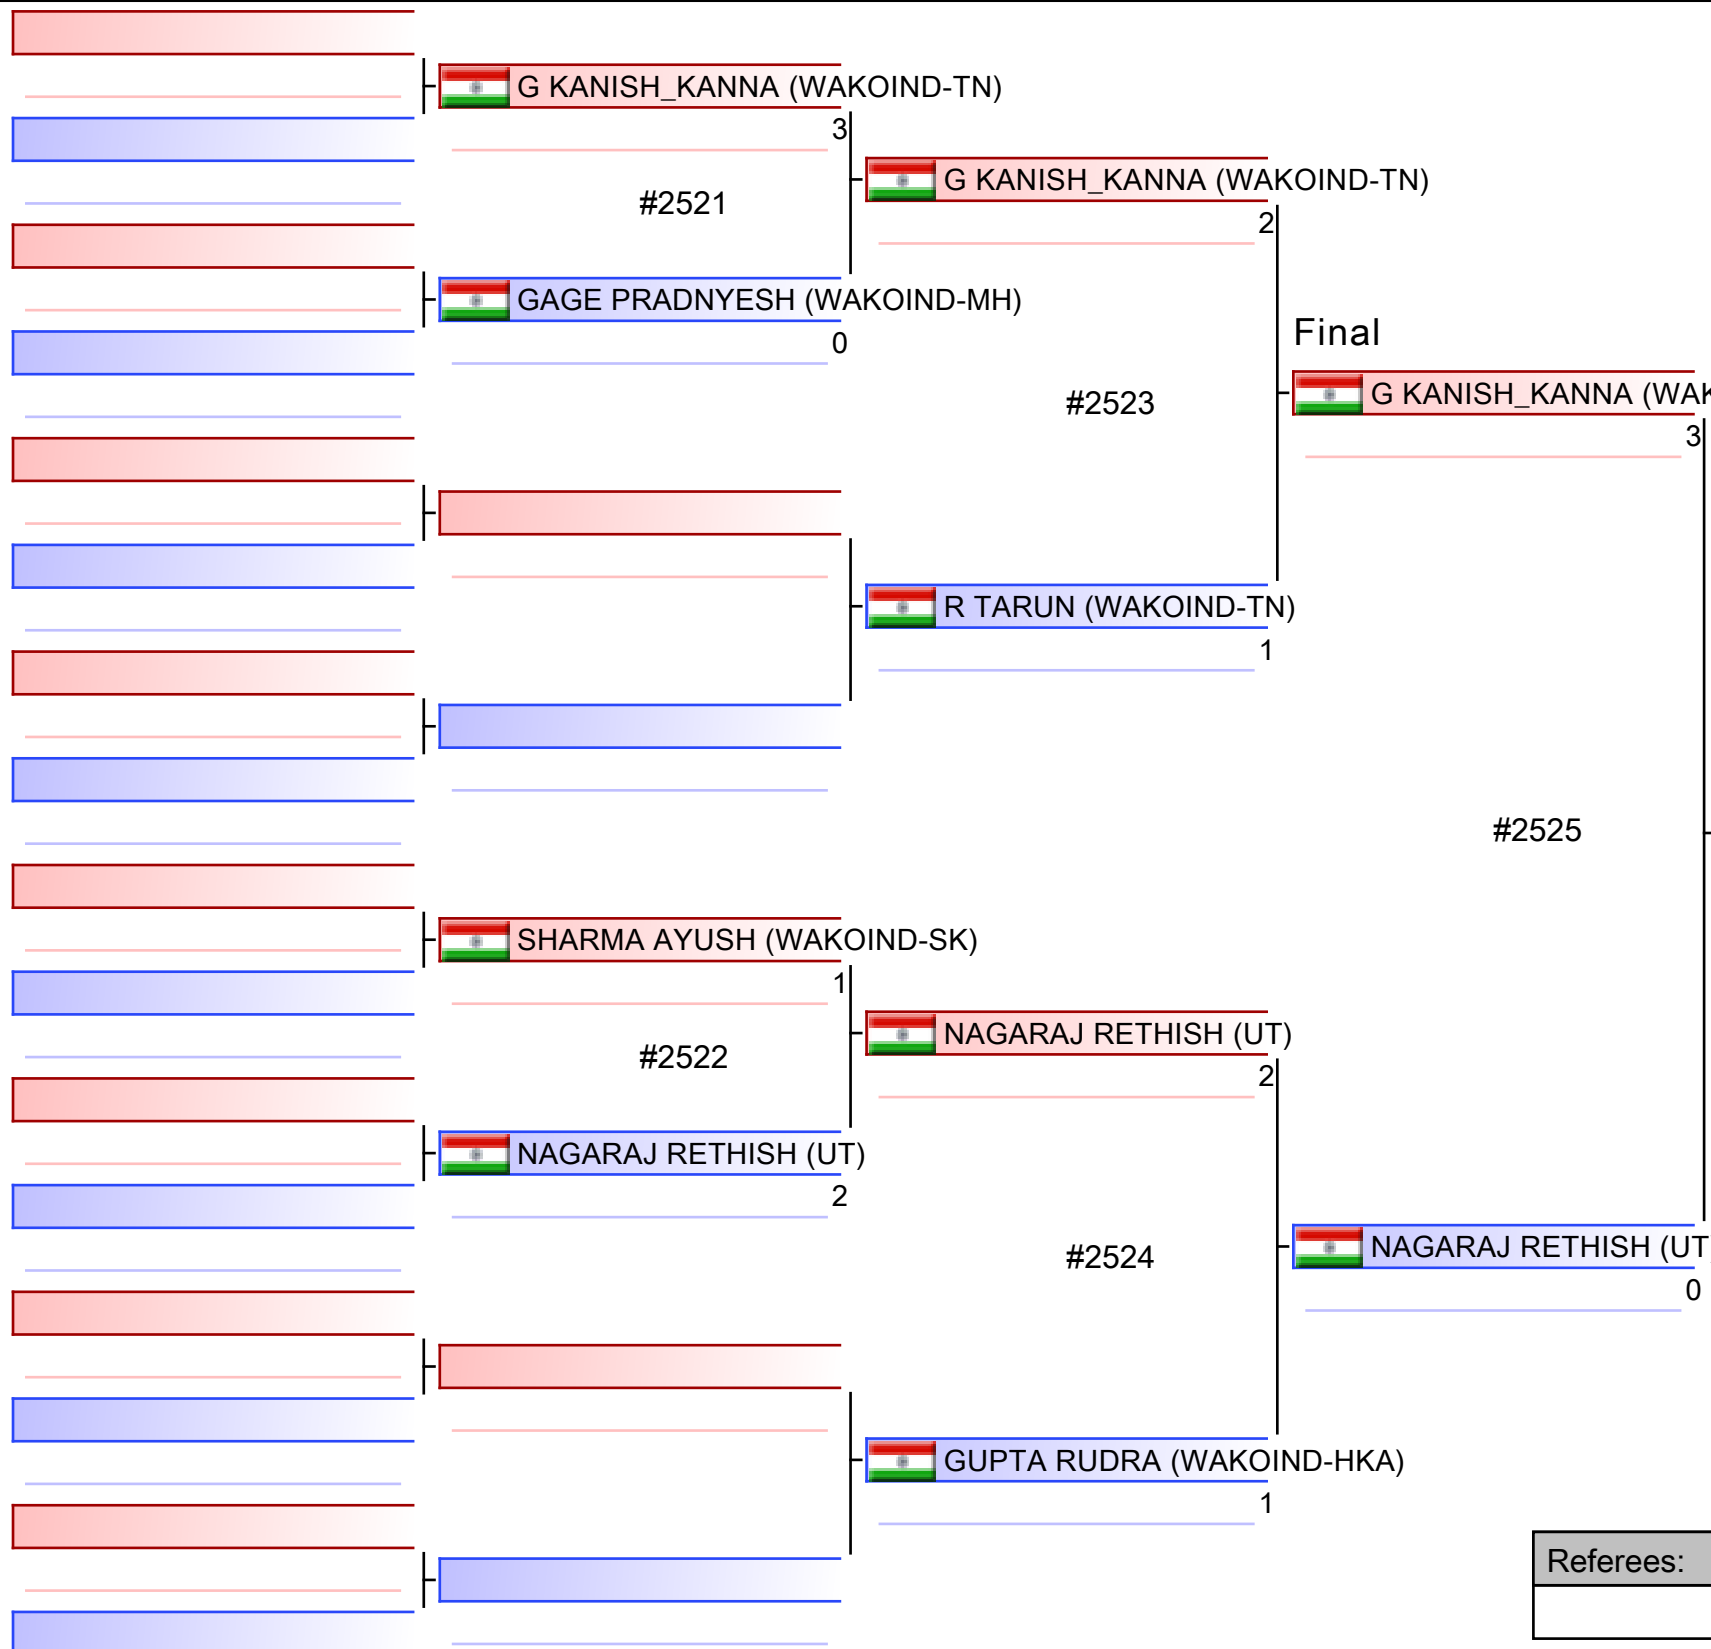 G KANISH_KANNA (WAKOIND-TN)
3
#2521
GAGE PRADNYESH (WAKOIND-MH)
0
G KANISH_KANNA (WAKOIND-TN)
2
#2523
R TARUN (WAKOIND-TN)
1
Final
G KANISH_KANNA (WAK
3
#2525
SHARMA AYUSH (WAKOIND-SK)
1
#2522
NAGARAJ RETHISH (UT)
2
NAGARAJ RETHISH (UT)
2
#2524
GUPTA RUDRA (WAKOIND-HKA)
1
NAGARAJ RETHISH (UT
0
Referees: